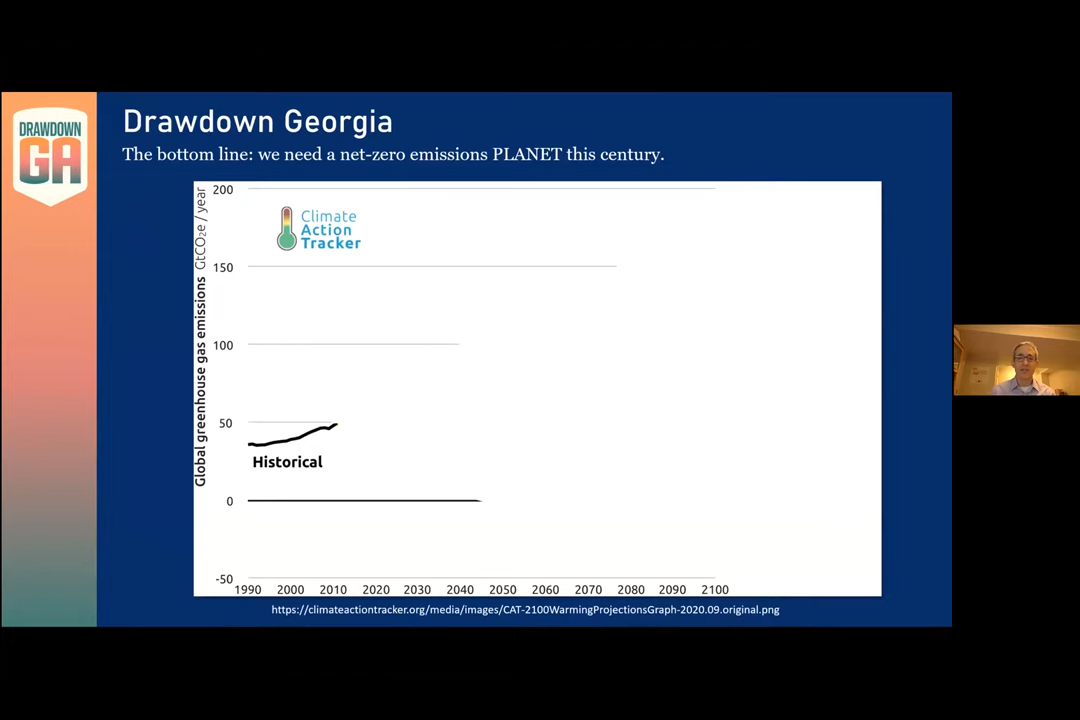 DRAWDOWN
GA
Drawdown Georgia
The bottom line: we need a net-zero emissions PLANET this century.
Global greenhouse gas emissions GtCO₂e / year
200
150
100
50
0
-50
Climate
Action
Tracker
Historical
1990 2000 2010 2020 2030 2040 2050 2060 2070 2080 2090 2100
https://climateactiontracker.org/media/images/CAT-2100WarmingProjectionsGraph-2020.09.original.png